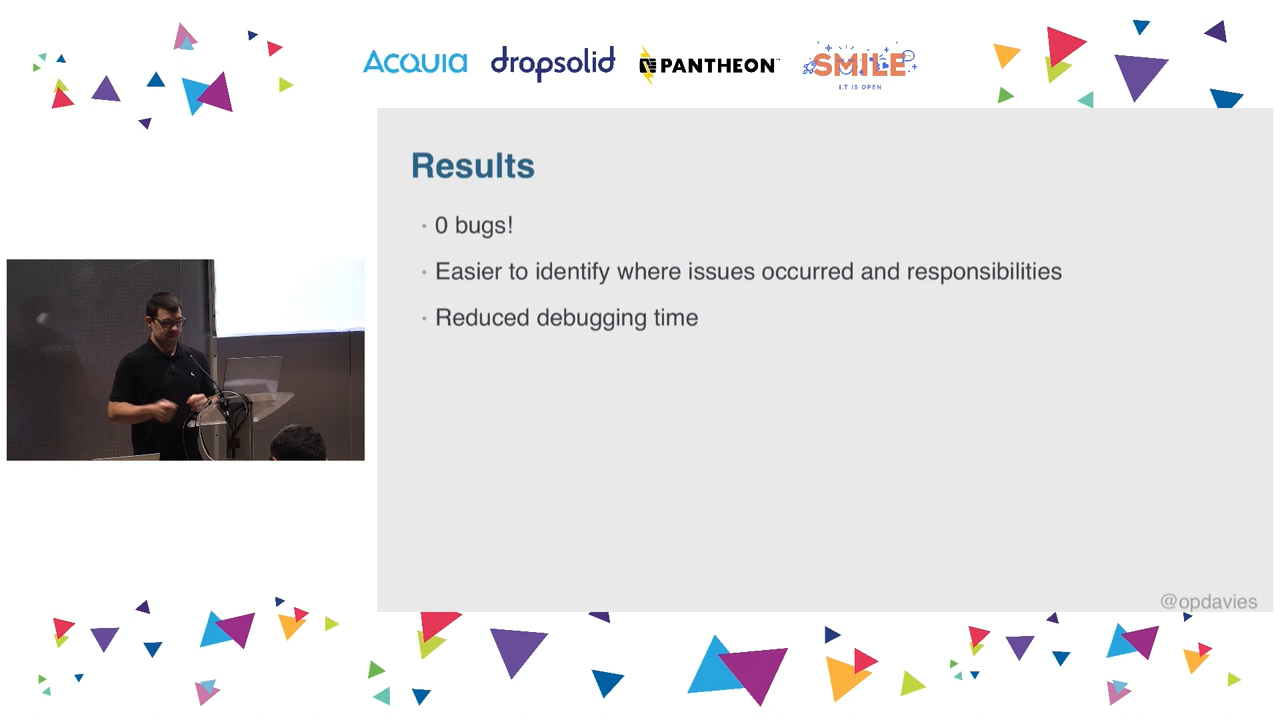 ACQUIA
dropsolid
PANTHEON
SMILE
I.T IS OPEN
Results
· 0 bugs!
· Easier to identify where issues occurred and responsibilities
· Reduced debugging time
@opdavies